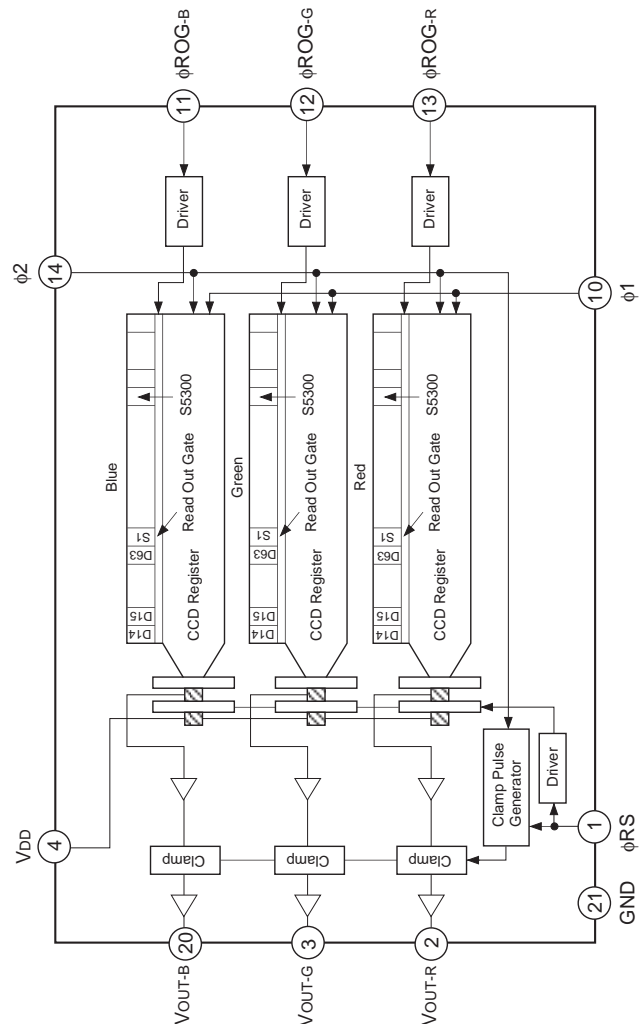 φROG-B
φROG-G
φROG-R
11
12
13
Driver
Driver
Driver
φ2
14
10
φ1
Blue
S5300
Read Out Gate
S1
D63
CCD Register
D15
D14
Green
S5300
Read Out Gate
S1
D63
CCD Register
D15
D14
Red
S5300
Read Out Gate
S1
D63
CCD Register
D15
D14
VDD
4
Clamp
Clamp
Clamp
Clamp Pulse
Generator
Driver
1
φRS
21
GND
20
VOUT-B
3
VOUT-G
2
VOUT-R